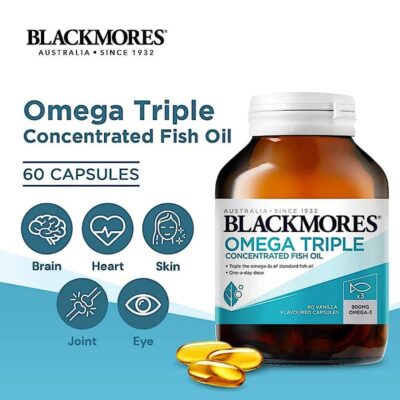 BLACKMORES®
AUSTRALIA • SINCE 1932
Omega Triple
Concentrated Fish Oil
60 CAPSULES
Brain
Heart
Skin
Joint
Eye
AUSTRALIA • SINCE 1932
BLACKMORES®
OMEGA TRIPLE
CONCENTRATED FISH OIL
• Triple the omega-3s of standard fish oil
• One-a-day dose
x3
60 VANILLA
FLAVOURED CAPSULES
900MG
OMEGA-3